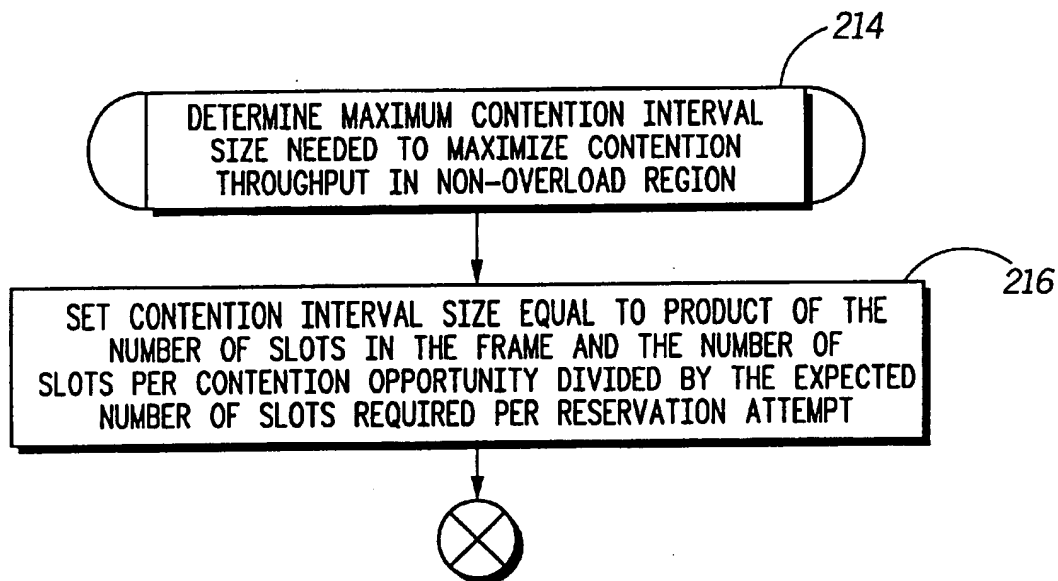 214
DETERMINE MAXIMUM CONTENTION INTERVAL
SIZE NEEDED TO MAXIMIZE CONTENTION
THROUGHPUT IN NON-OVERLOAD REGION
216
SET CONTENTION INTERVAL SIZE EQUAL TO PRODUCT OF THE
NUMBER OF SLOTS IN THE FRAME AND THE NUMBER OF
SLOTS PER CONTENTION OPPORTUNITY DIVIDED BY THE EXPECTED
NUMBER OF SLOTS REQUIRED PER RESERVATION ATTEMPT